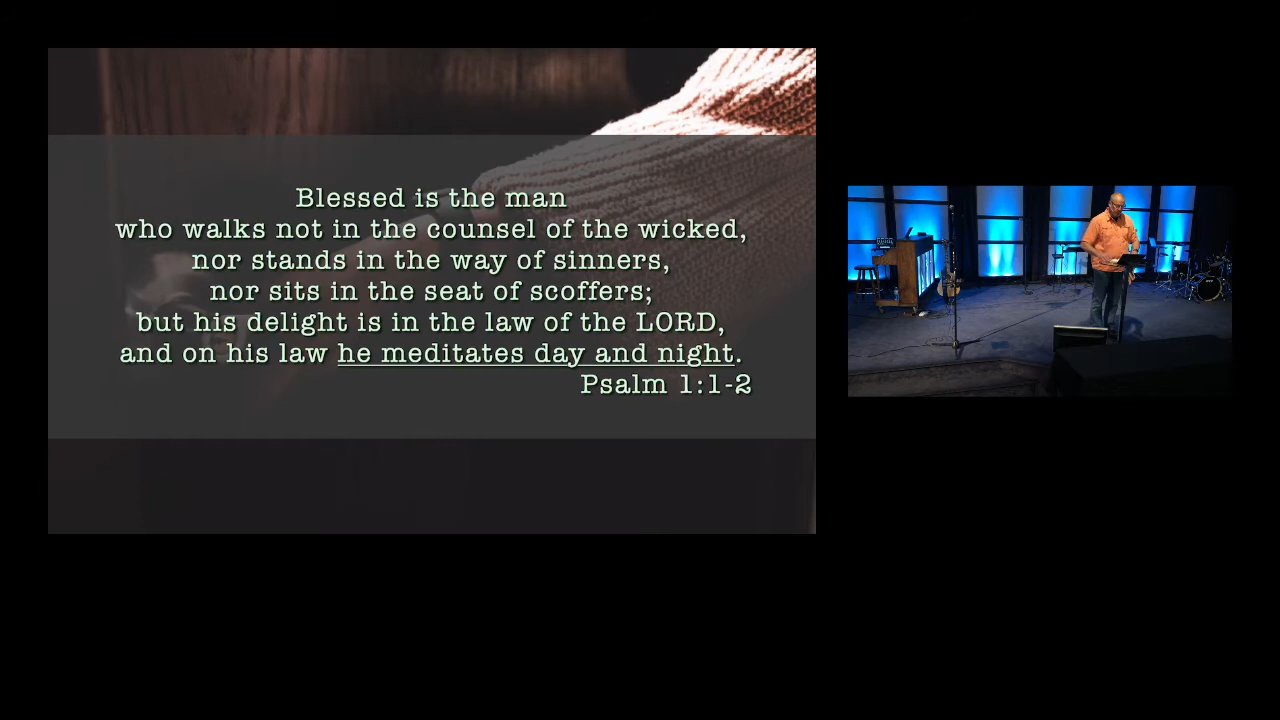 Blessed is the man
who walks not in the counsel of the wicked,
nor stands in the way of sinners,
nor sits in the seat of scoffers;
but his delight is in the law of the LORD,
and on his law he meditates day and night.
Psalm 1:1-2